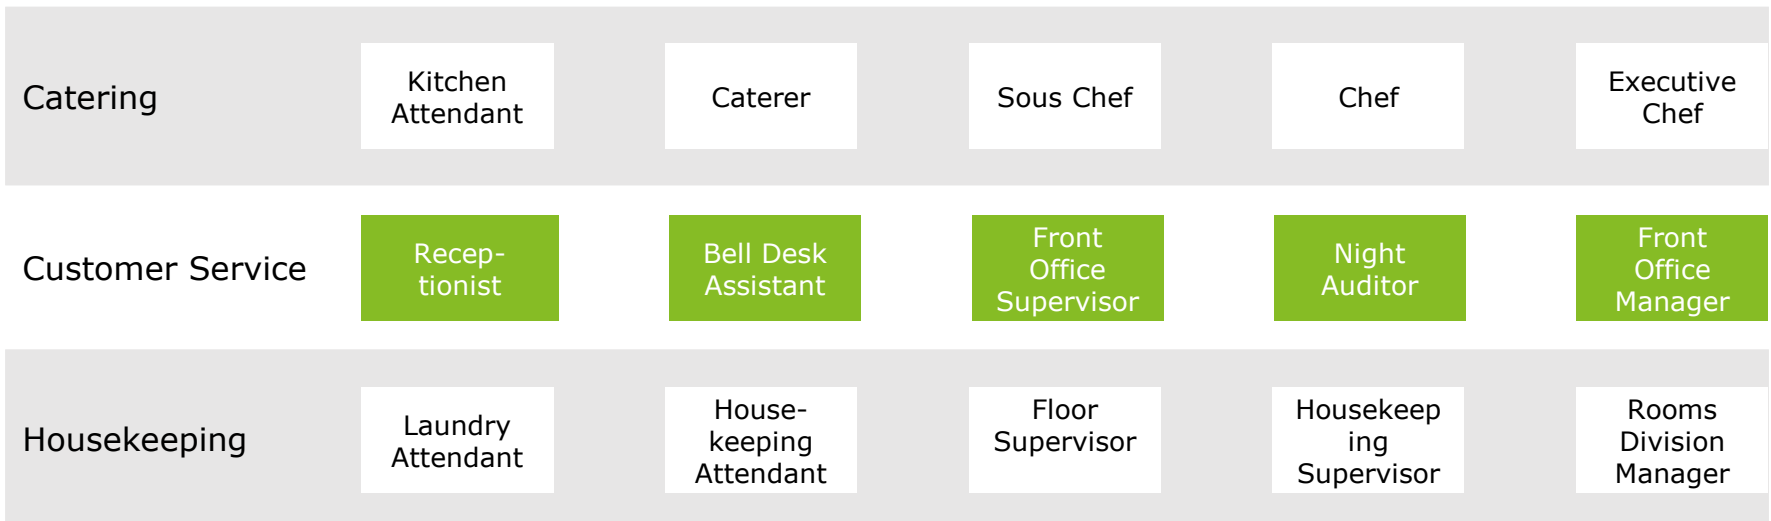 Catering
Kitchen
Attendant
Caterer
Sous Chef
Chef
Executive
Chef
Customer Service
Recep-
tionist
Bell Desk
Assistant
Front
Office
Supervisor
Night
Auditor
Front
Office
Manager
Housekeeping
Laundry
Attendant
House-
keeping
Attendant
Floor
Supervisor
Housekeep
ing
Supervisor
Rooms
Division
Manager